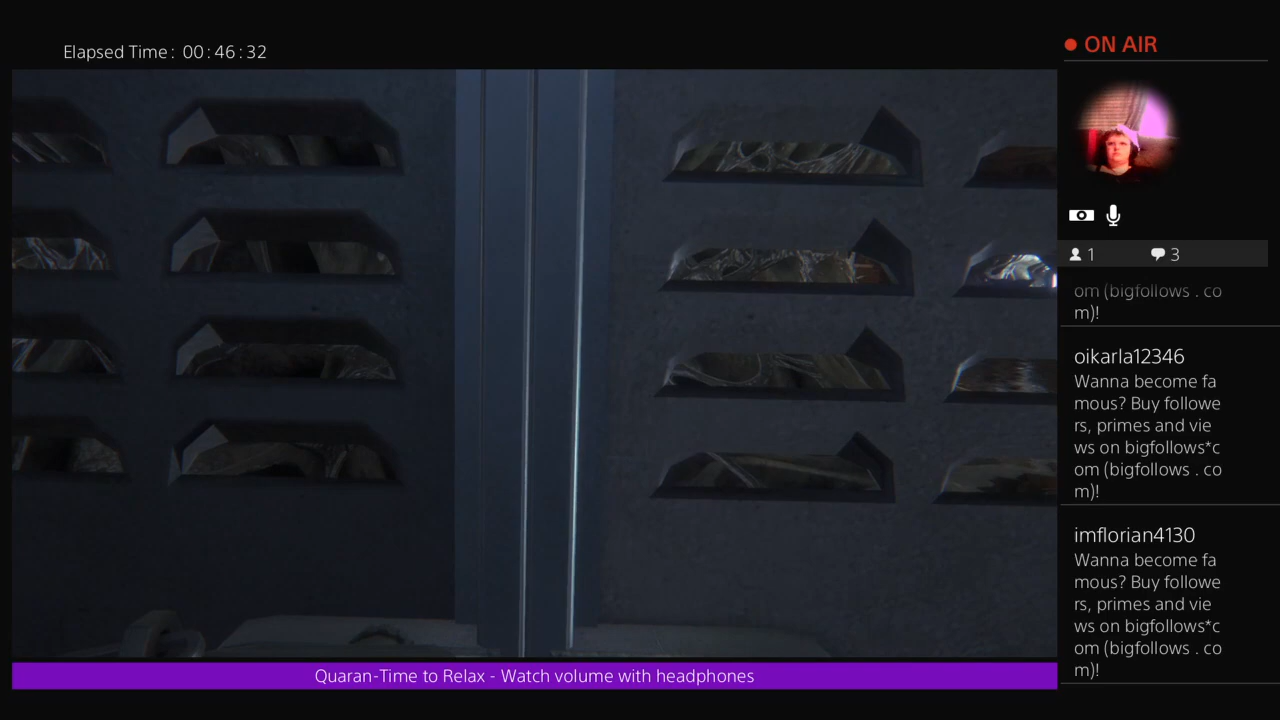 Elapsed Time: 00:46:32
ON AIR
1
3
om (bigfollows . co
m)!
oikarla12346
Wanna become fa
mous? Buy followe
rs, primes and vie
ws on bigfollows*c
om (bigfollows . co
m)!
imflorian4130
Wanna become fa
mous? Buy followe
rs, primes and vie
ws on bigfollows*c
om (bigfollows . co
m)!
Quaran-Time to Relax - Watch volume with headphones